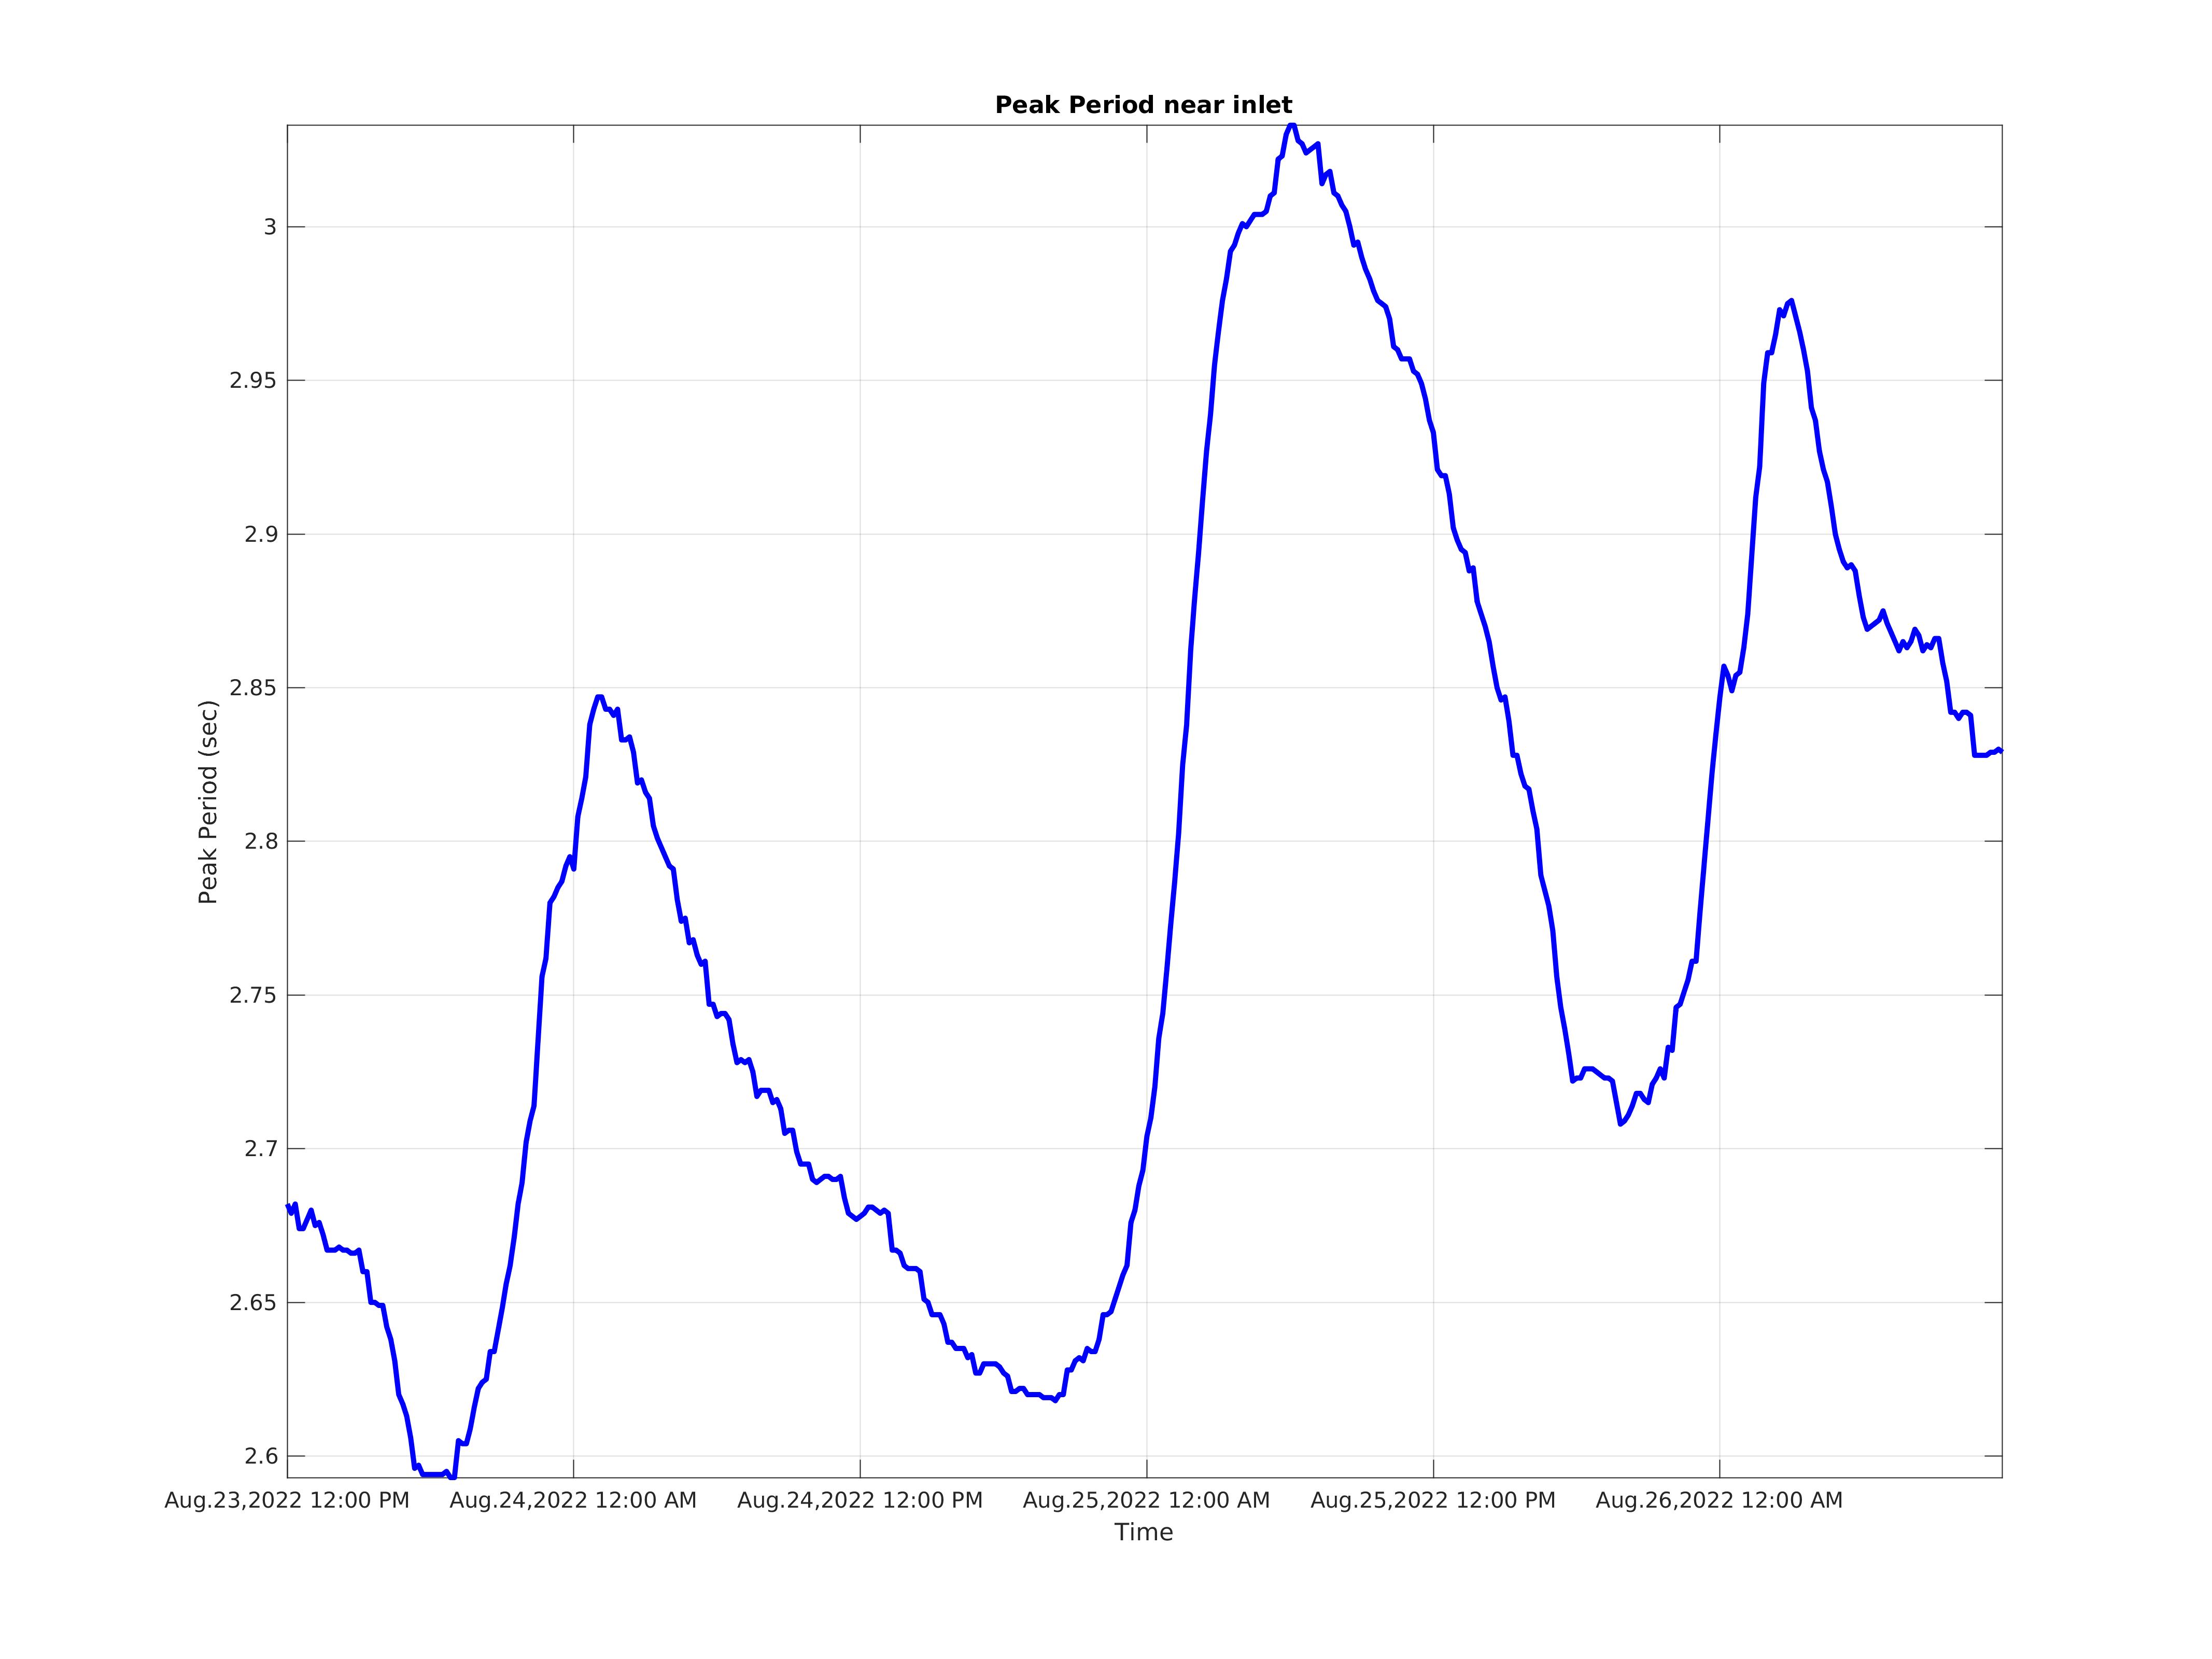 Peak Period near inlet
3
2.95
2.9
2.85
2.8
2.75
2.7
2.65
2.6
Peak Period (sec)
Aug.23,2022 12:00 PM
Aug.24,2022 12:00 AM
Aug.24,2022 12:00 PM
Aug.25,2022 12:00 AM
Aug.25,2022 12:00 PM
Aug.26,2022 12:00 AM
Time